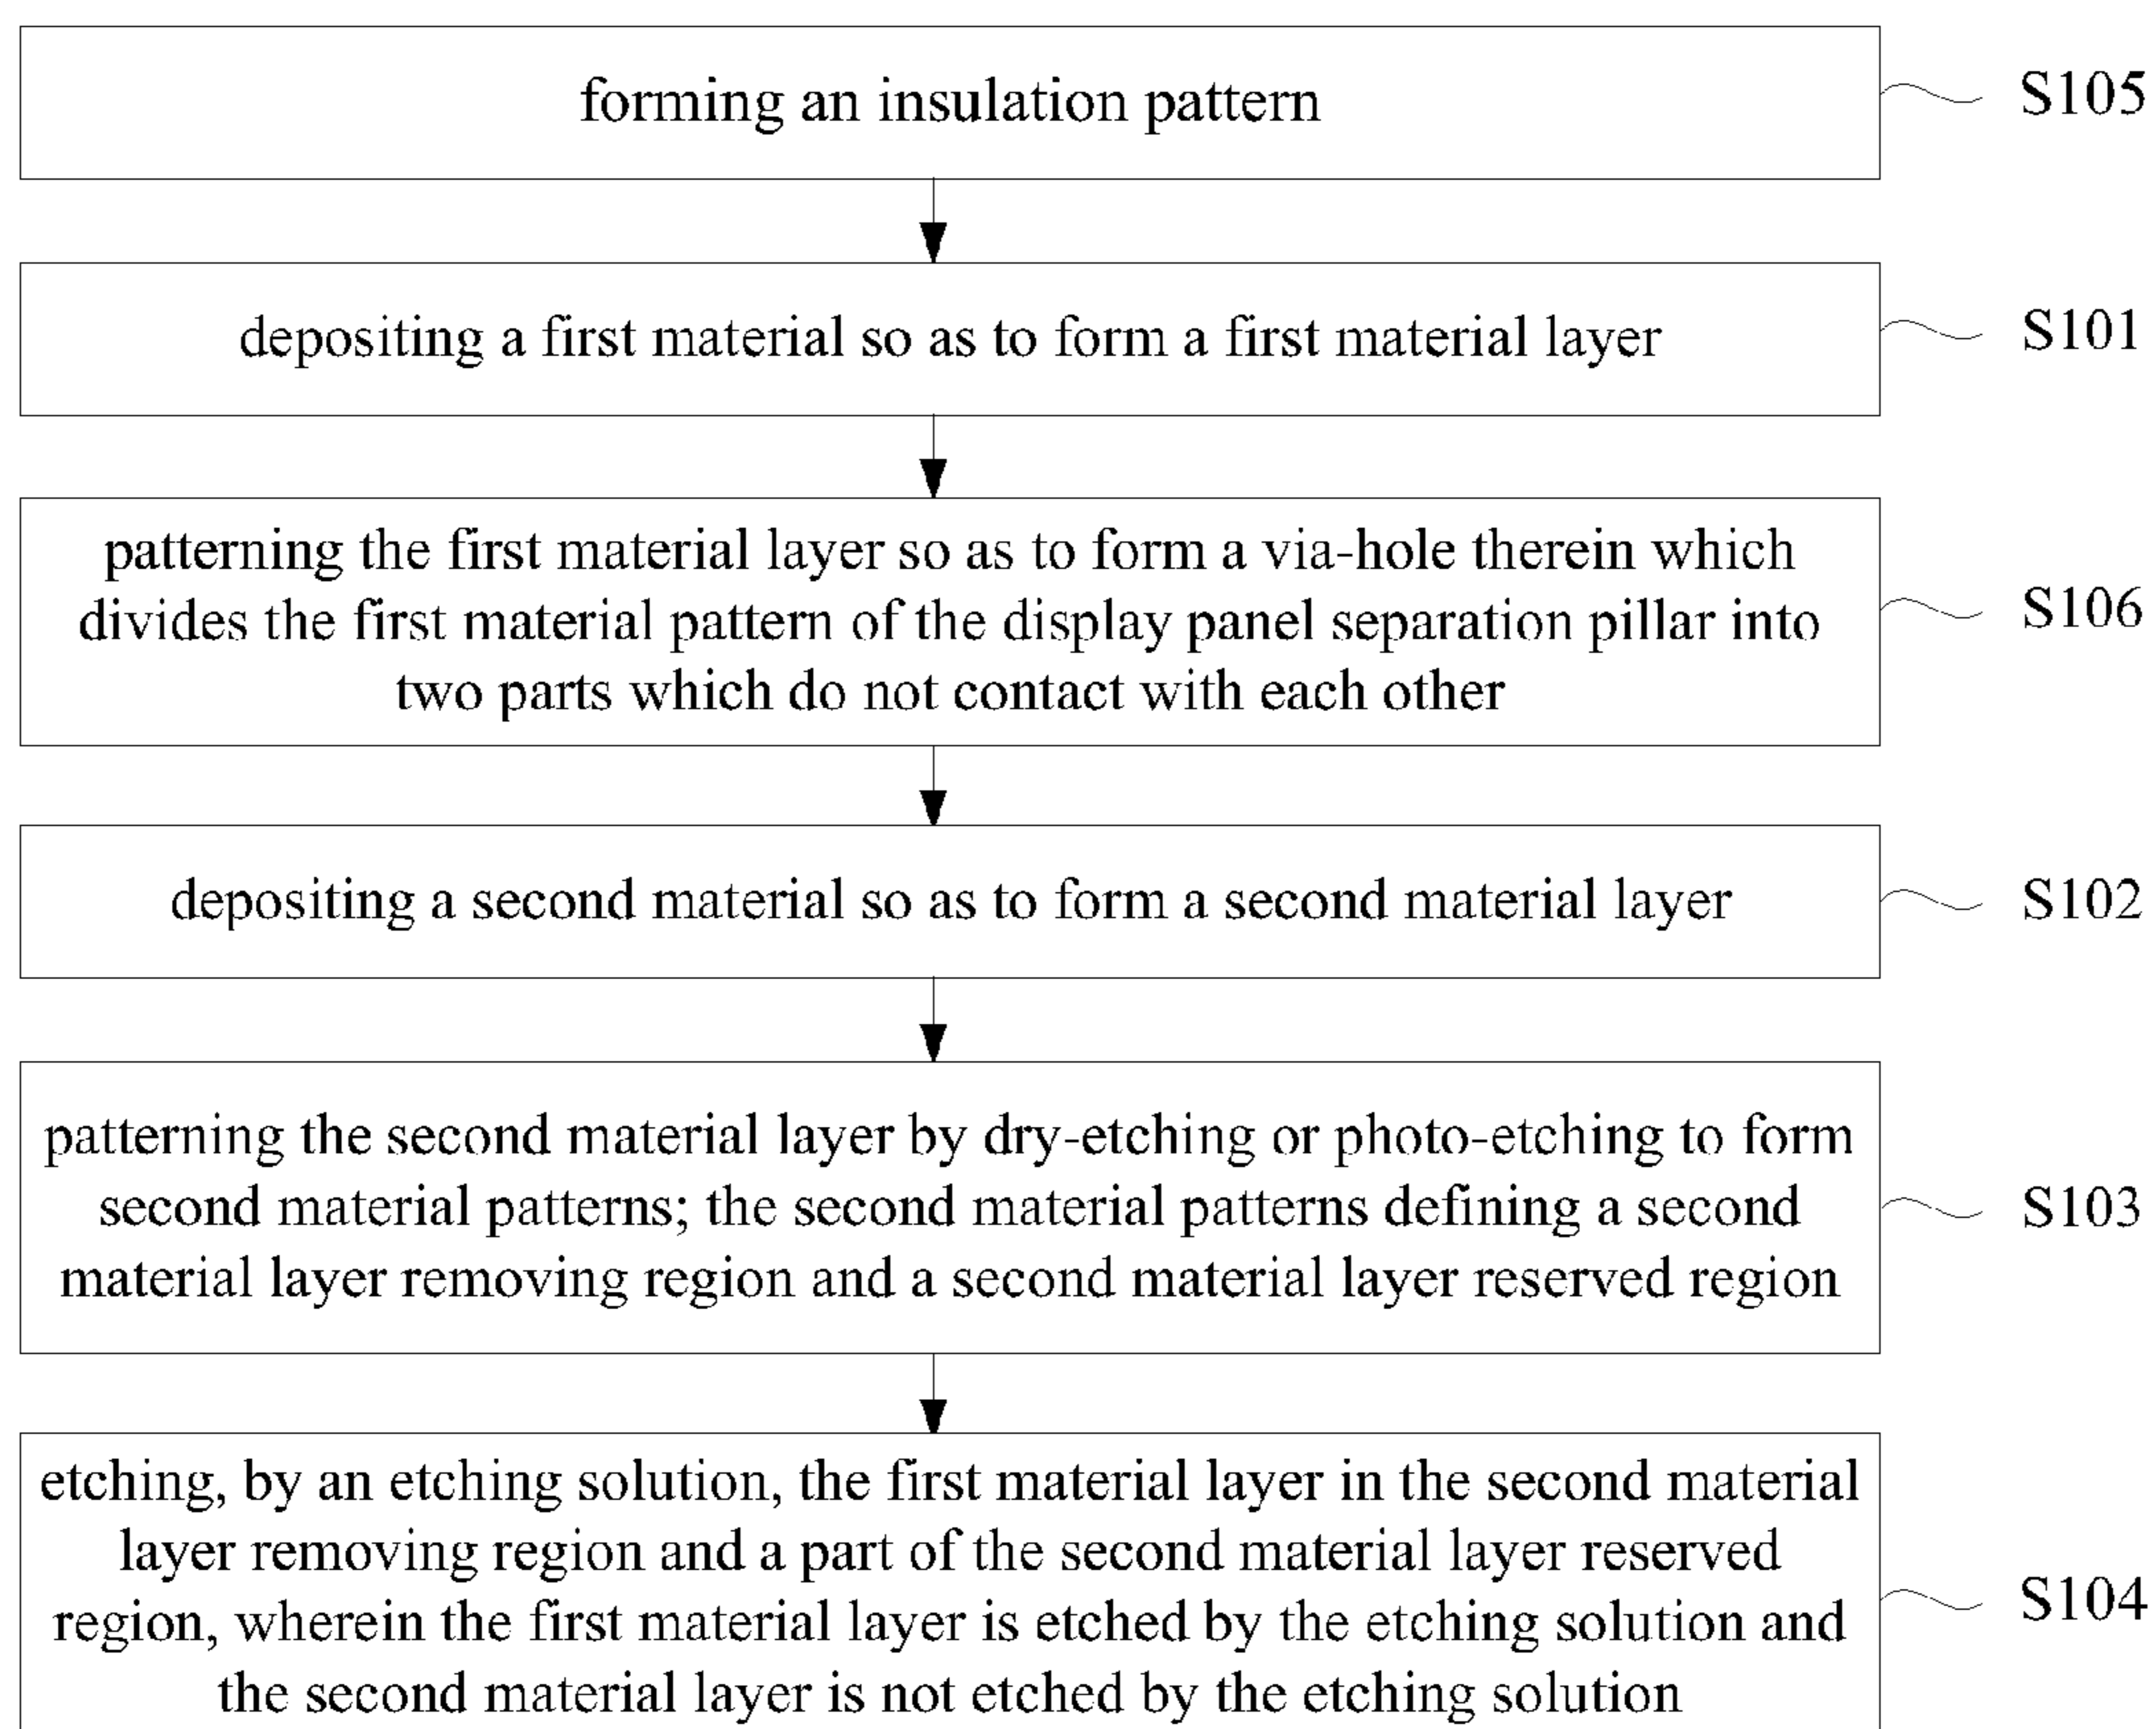 forming an insulation pattern
S105
depositing a first material so as to form a first material layer
S101
patterning the first material layer so as to form a via-hole therein which
divides the first material pattern of the display panel separation pillar into
two parts which do not contact with each other
S106
depositing a second material so as to form a second material layer
S102
patterning the second material layer by dry-etching or photo-etching to form
second material patterns; the second material patterns defining a second
material layer removing region and a second material layer reserved region
S103
etching, by an etching solution, the first material layer in the second material
layer removing region and a part of the second material layer reserved
region, wherein the first material layer is etched by the etching solution and
the second material layer is not etched by the etching solution
S104